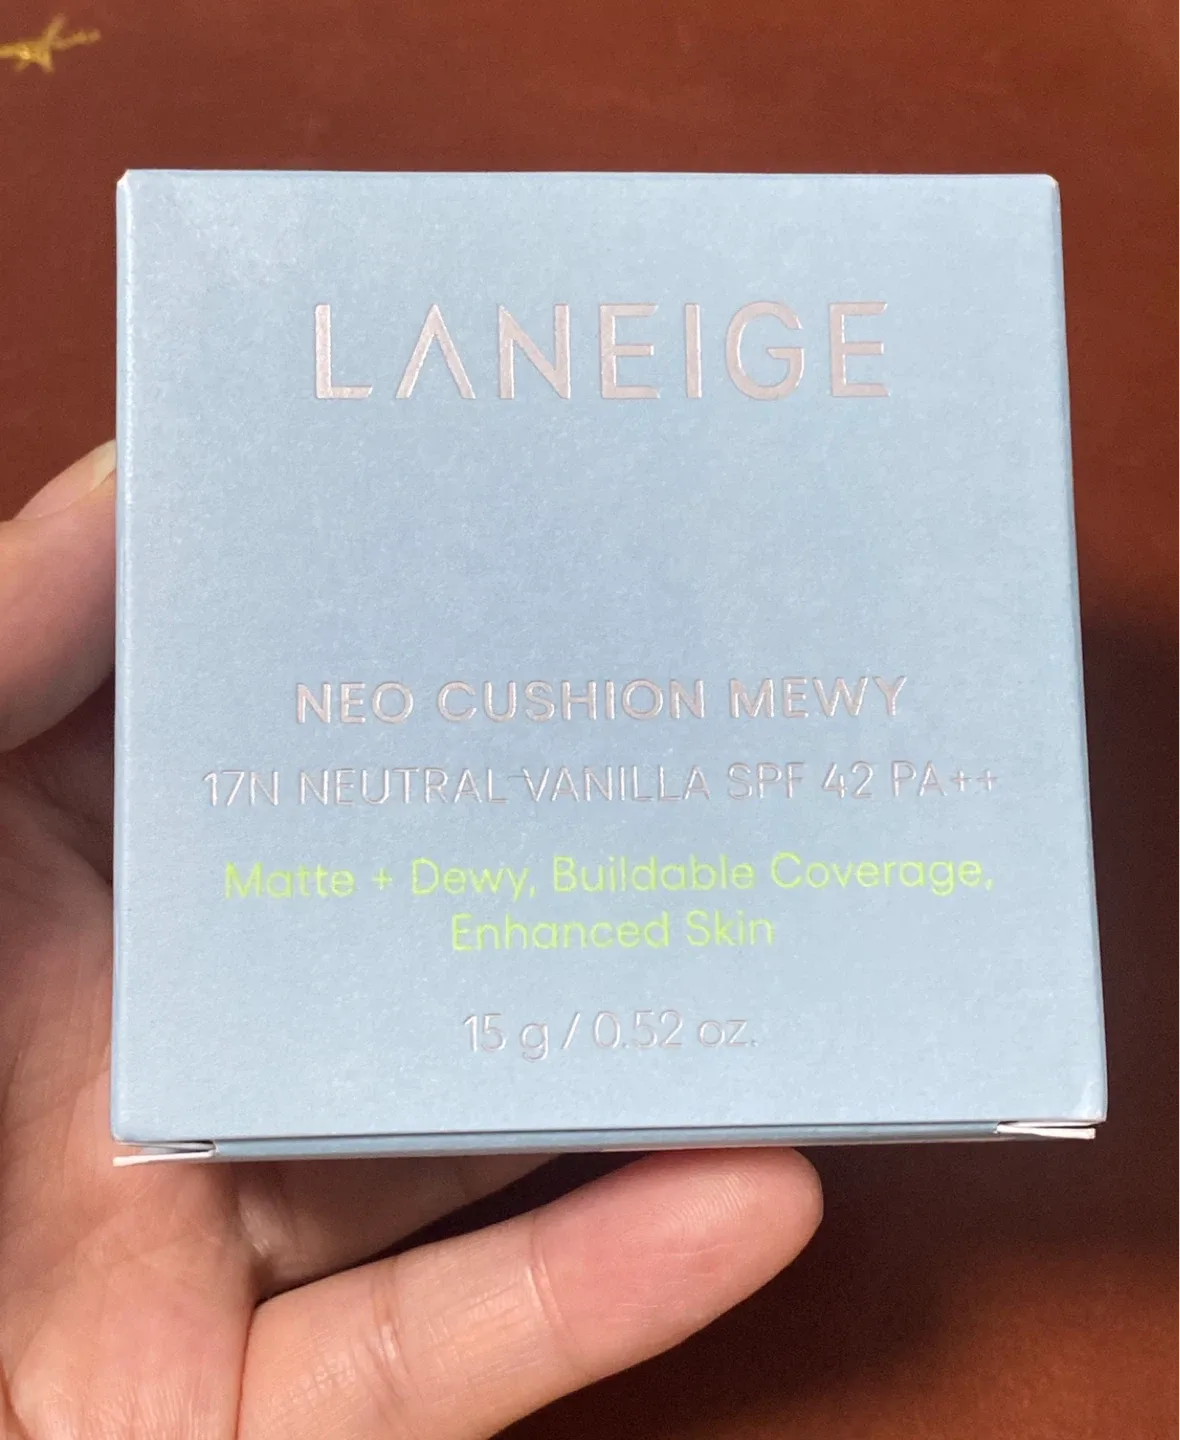 LANEIGE
NEO CUSHION MEWY
17N NEUTRAL VANILLA SPF 42 PA++
Matte + Dewy, Buildable Coverage,
Enhanced Skin
15 g / 0.52 oz.